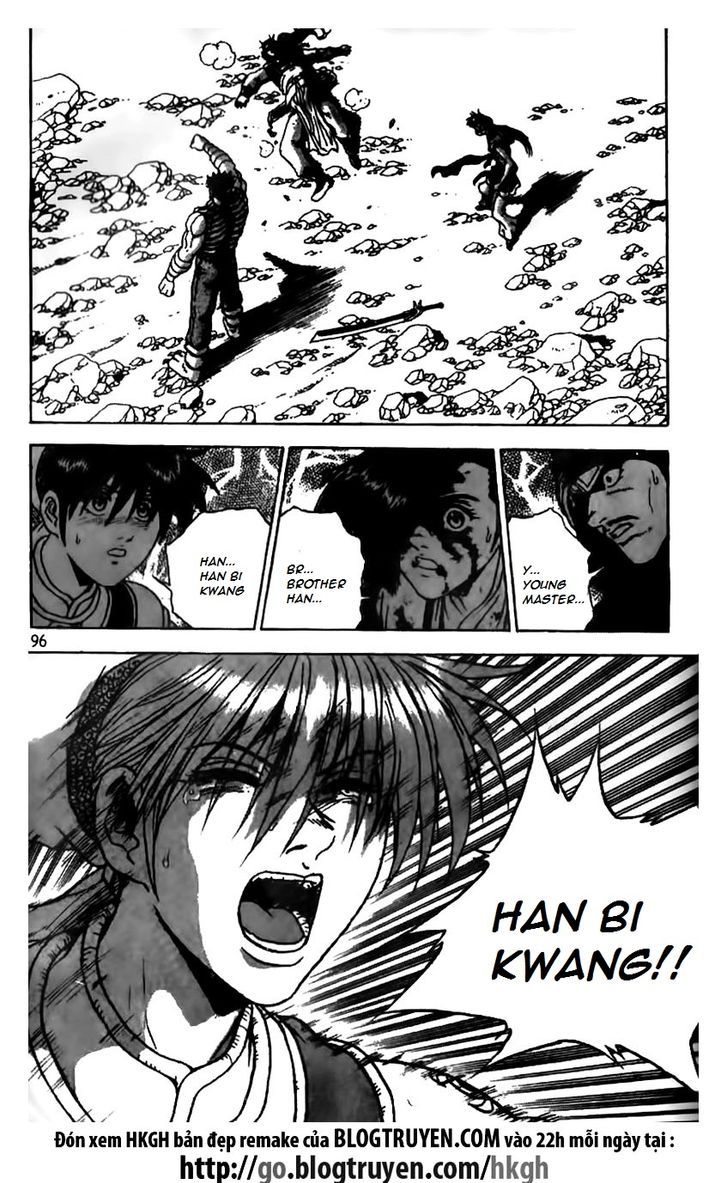 HAN...
HAN BI
KWANG
BR...
BROTHER
HAN...
Y...
YOUNG
MASTER...
96
HAN BI
KWANG!!
Đón xem HKGH bản đẹp remake của BLOGTRUYEN.COM vào 22h mỗi ngày tại :
http://go.blogtruyen.com/hkgh